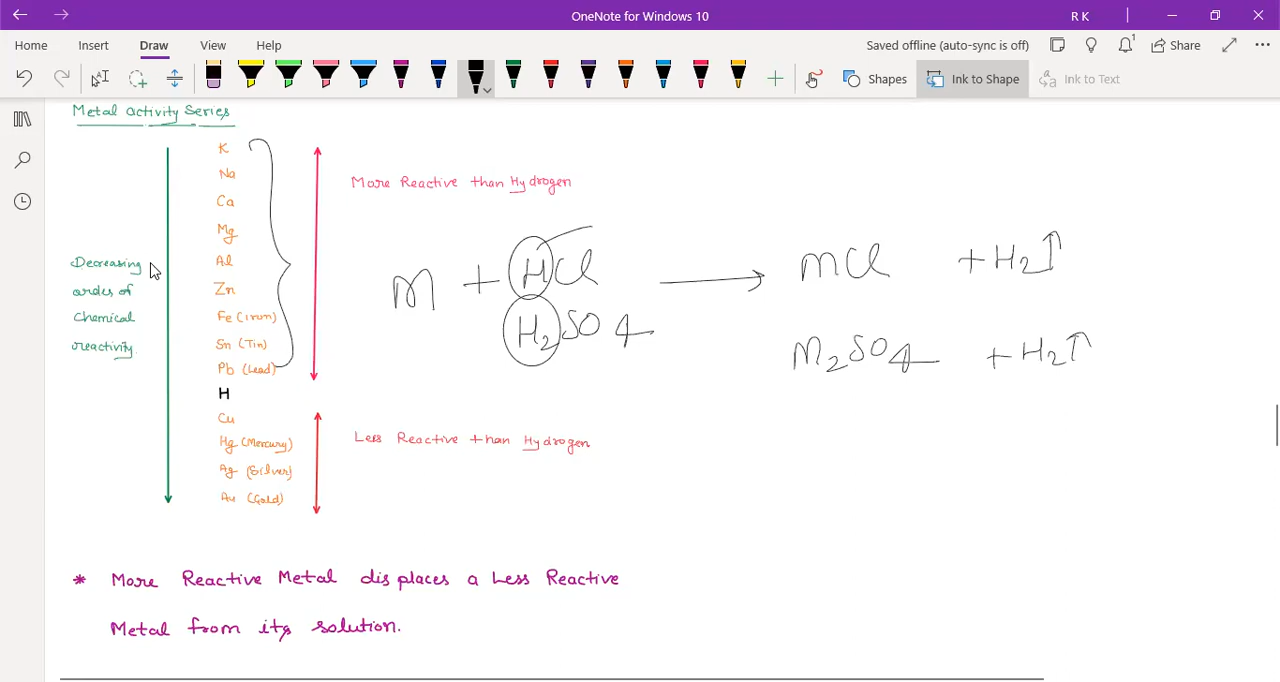 OneNote for Windows 10
R K
Home Insert Draw View Help
Saved offline (auto-sync is off)
1
Share
Shapes
Ink to Shape
Ink to Text
Metal activity Series
K
Na
Ca
Mg
Al
Zn
Fe (Iron)
Sn (Tin)
Pb (Lead)
H
Cu
Hg (Mercury)
Ag (Silver)
Au (Gold)
Decreasing
order of
Chemical
reactivity.
More Reactive than Hydrogen
M + HCl ⟶ MCl + H2↑
H2SO4 M2SO4 + H2↑
Less Reactive than Hydrogen
* More Reactive Metal displaces a Less Reactive
Metal from its solution.